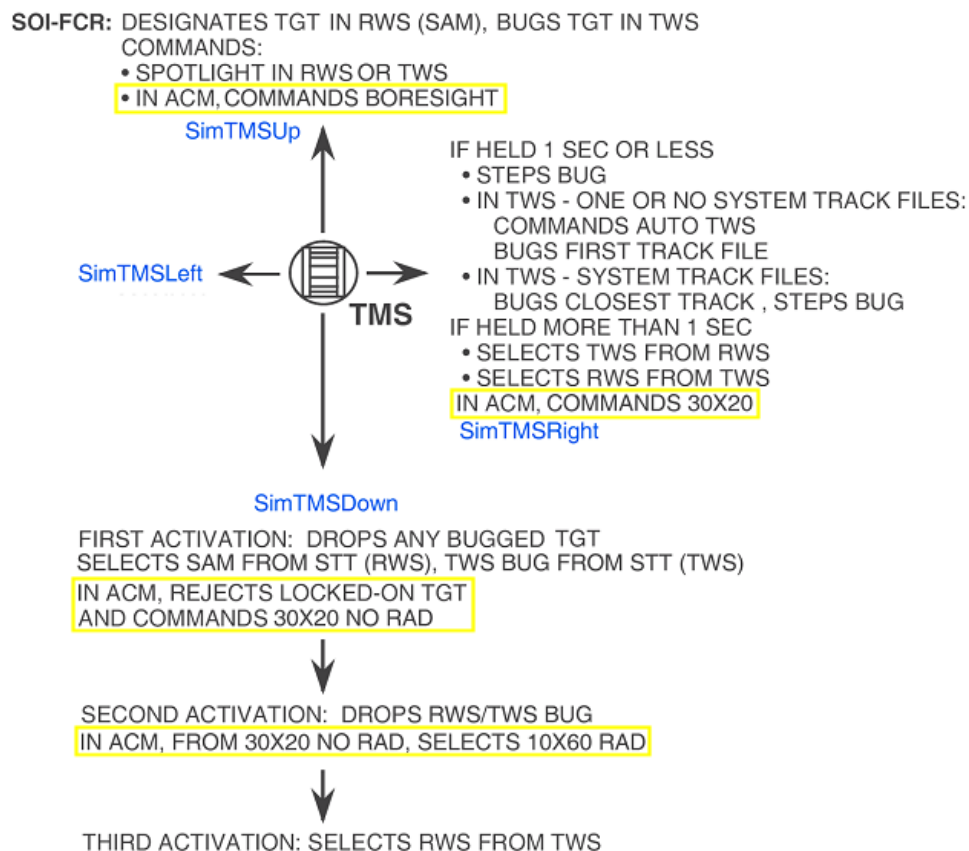 SOI-FCR: DESIGNATES TGT IN RWS (SAM), BUGS TGT IN TWS
COMMANDS:
• SPOTLIGHT IN RWS OR TWS
• IN ACM, COMMANDS BORESIGHT
SimTMSUp
IF HELD 1 SEC OR LESS
• STEPS BUG
• IN TWS - ONE OR NO SYSTEM TRACK FILES:
COMMANDS AUTO TWS
BUGS FIRST TRACK FILE
• IN TWS - SYSTEM TRACK FILES:
BUGS CLOSEST TRACK , STEPS BUG
IF HELD MORE THAN 1 SEC
• SELECTS TWS FROM RWS
• SELECTS RWS FROM TWS
IN ACM, COMMANDS 30X20
SimTMSRight
SimTMSLeft
TMS
SimTMSDown
FIRST ACTIVATION: DROPS ANY BUGGED TGT
SELECTS SAM FROM STT (RWS), TWS BUG FROM STT (TWS)
IN ACM, REJECTS LOCKED-ON TGT
AND COMMANDS 30X20 NO RAD
SECOND ACTIVATION: DROPS RWS/TWS BUG
IN ACM, FROM 30X20 NO RAD, SELECTS 10X60 RAD
THIRD ACTIVATION: SELECTS RWS FROM TWS